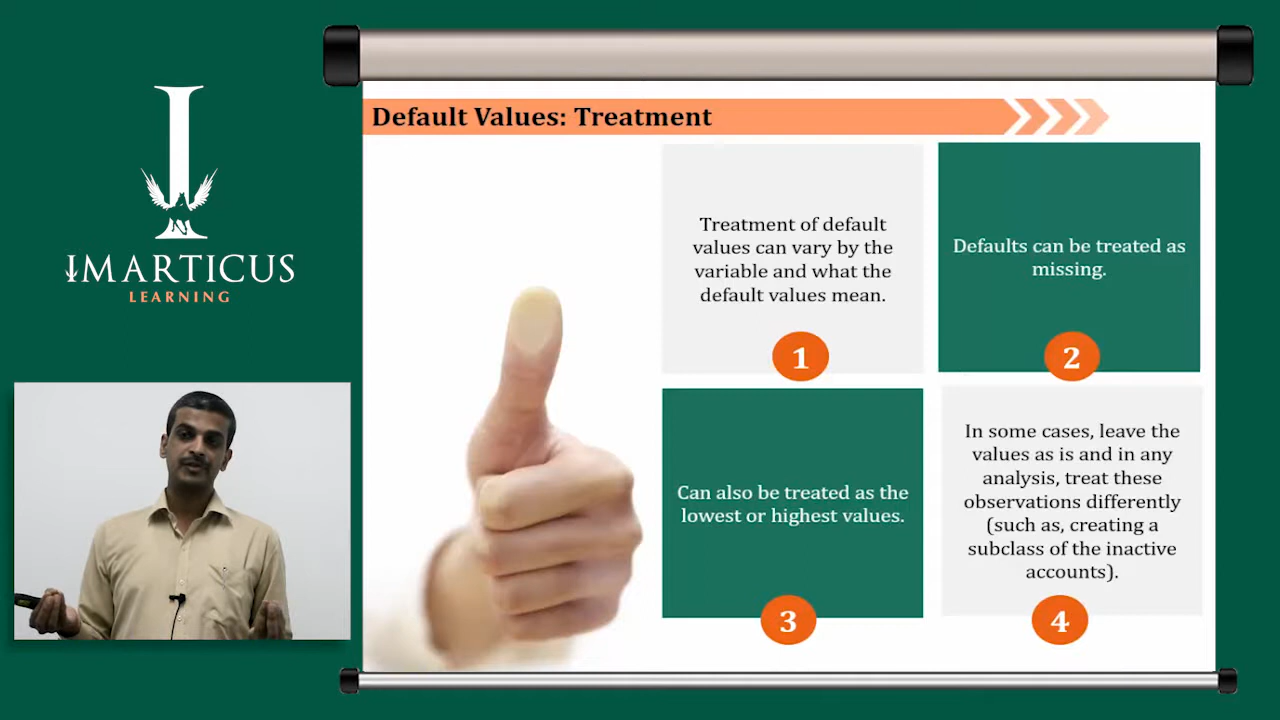 IMARTICUS
LEARNING
Default Values: Treatment
Treatment of default
values can vary by the
variable and what the
default values mean.
1
Defaults can be treated as
missing.
2
Can also be treated as the
lowest or highest values.
3
In some cases, leave the
values as is and in any
analysis, treat these
observations differently
(such as, creating a
subclass of the inactive
accounts).
4